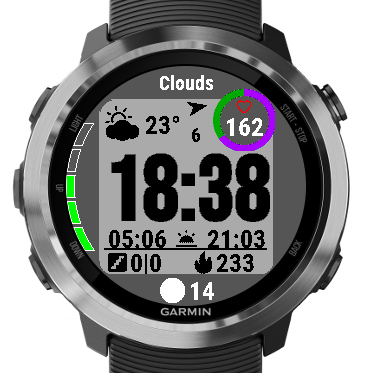 Clouds
LIGHT
START · STOP
23°
6
162
18:38
UP
05:06 21:03
DOWN
BACK
0|0 233
14
GARMIN